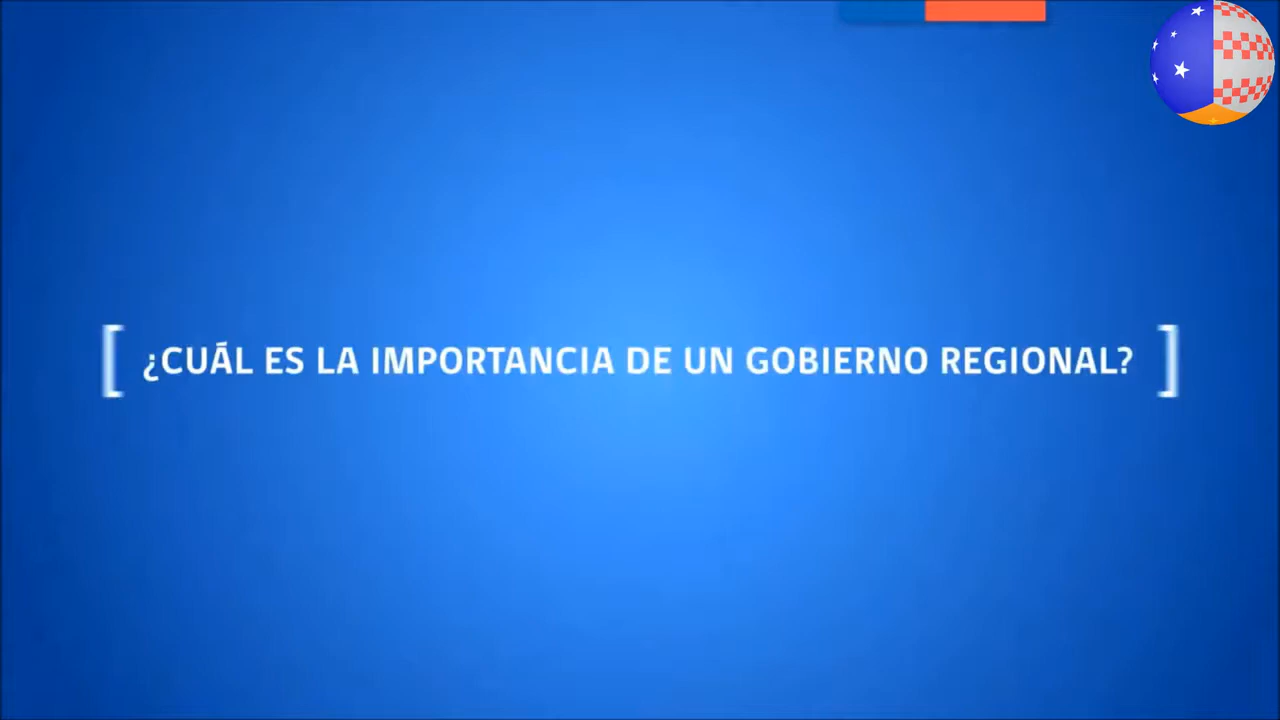 [ ¿CUÁL ES LA IMPORTANCIA DE UN GOBIERNO REGIONAL? ]